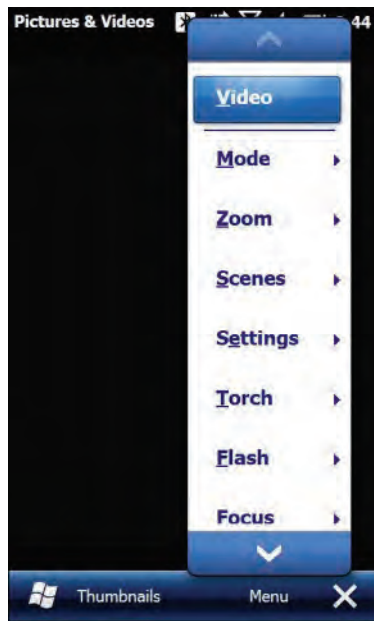 Pictures & Videos 44
Video
Mode
Zoom
Scenes
Settings
Torch
Flash
Focus
Thumbnails Menu